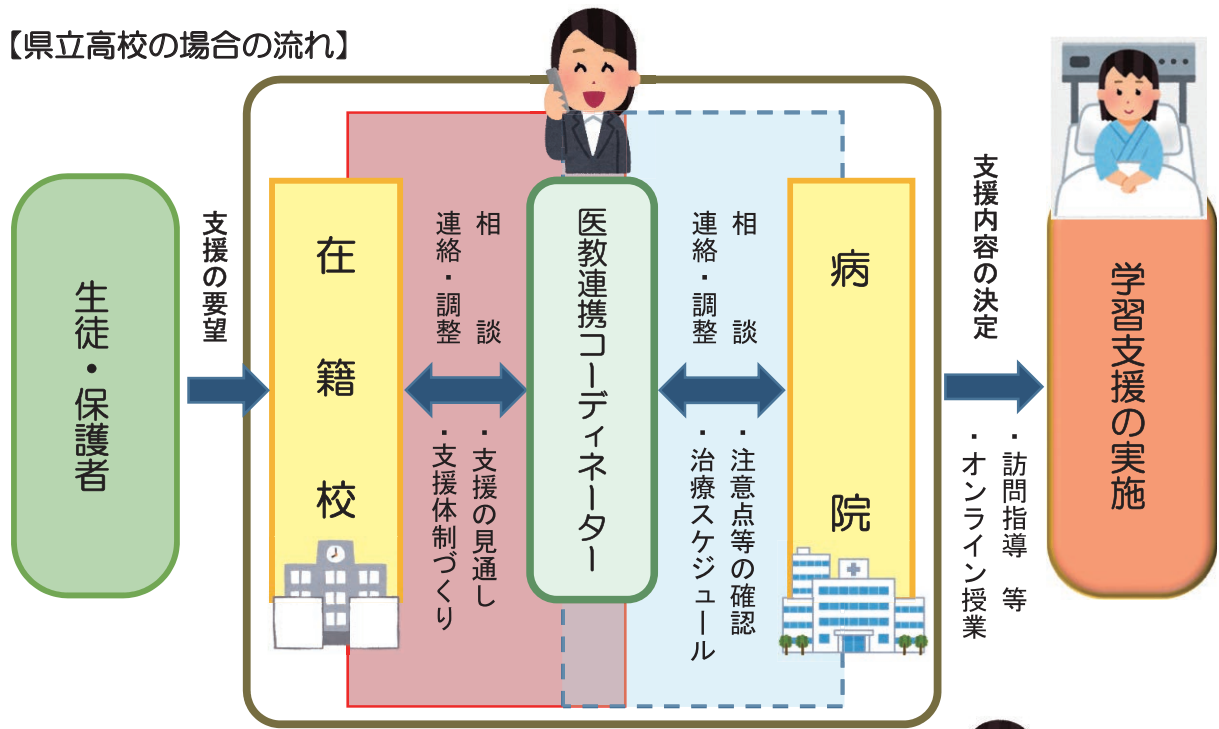 【県立高校の場合の流れ】
生徒・保護者
支援の要望
在籍校
相談
連絡・調整
・支援の見通し
・支援体制づくり
医教連携コーディネーター
相談
連絡・調整
・注意点等の確認
・治療スケジュール
病院
支援内容の決定
・訪問指導 等
・オンライン授業
学習支援の実施